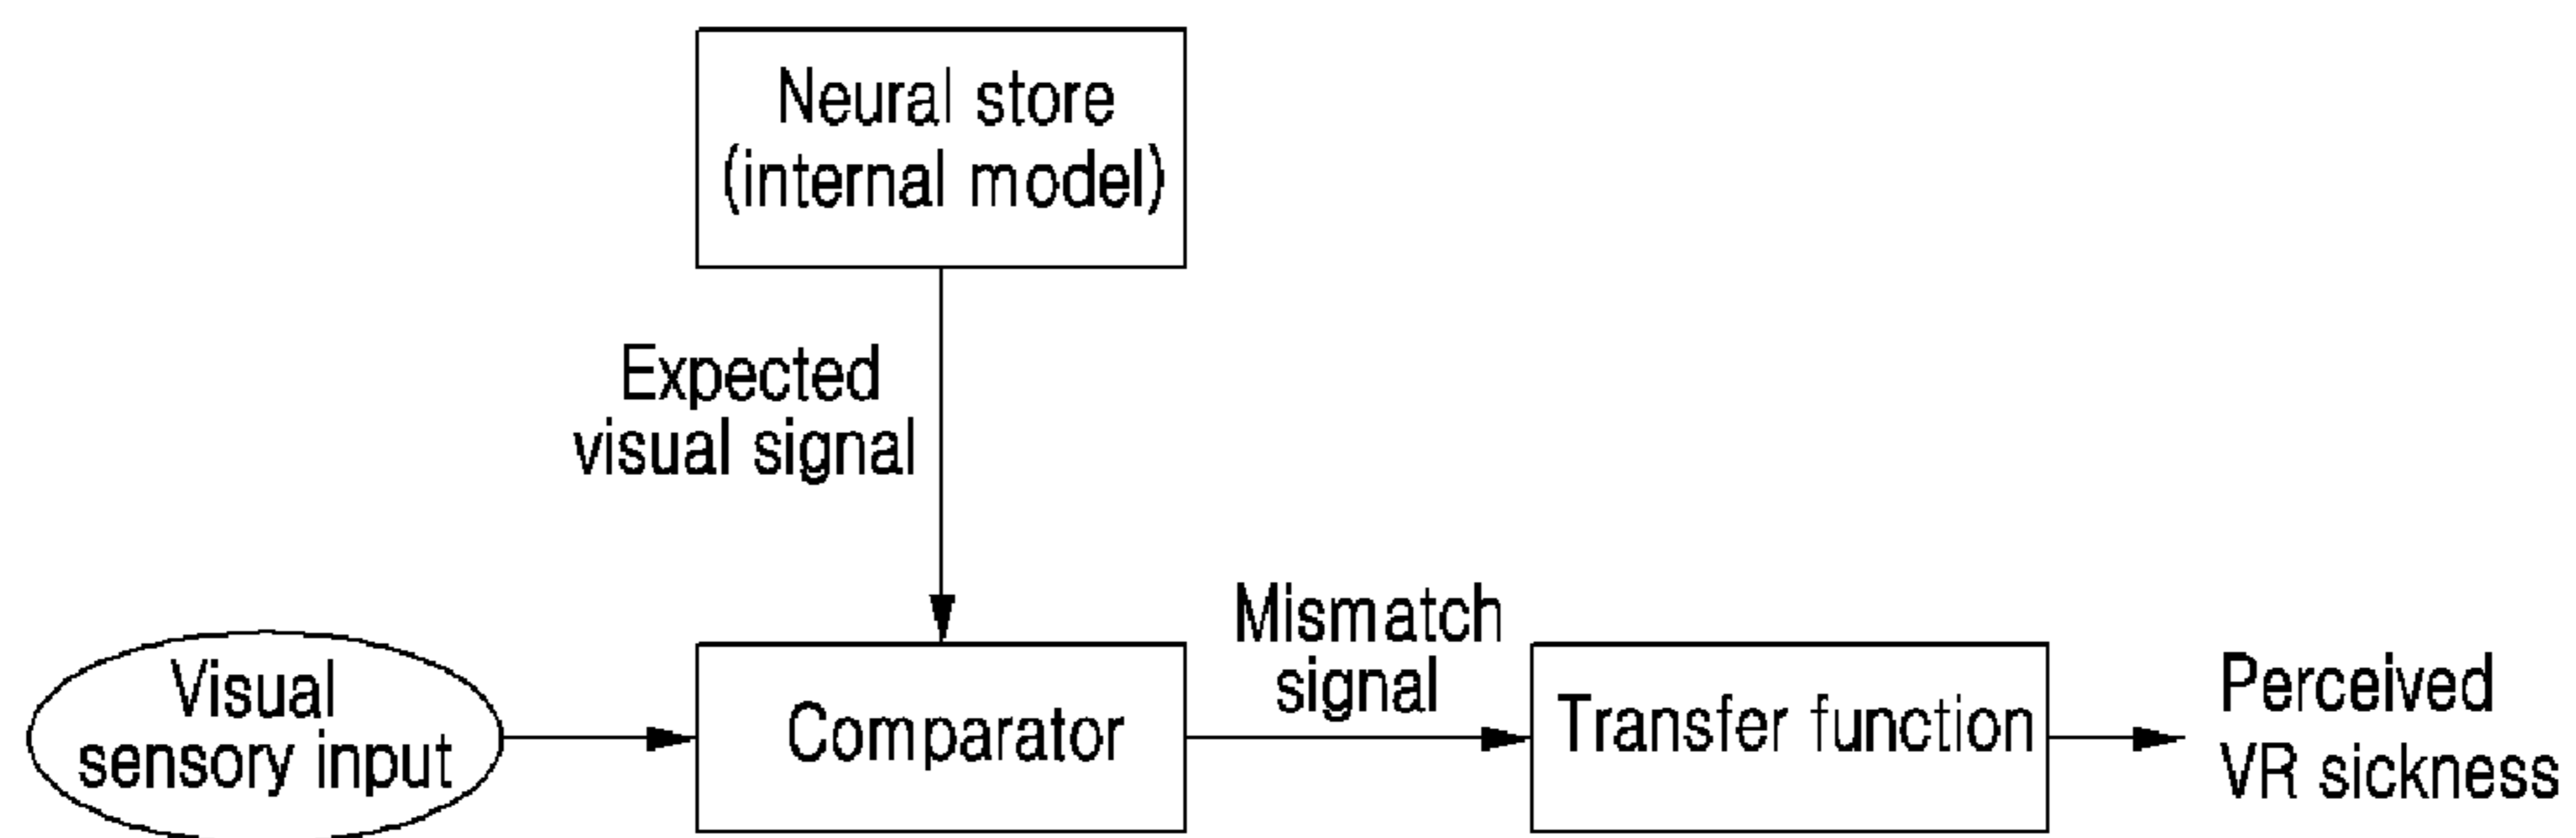 Neural store
(internal model)
Expected
visual signal
Visual
sensory input
Comparator
Mismatch
signal
Transfer function
Perceived
VR sickness